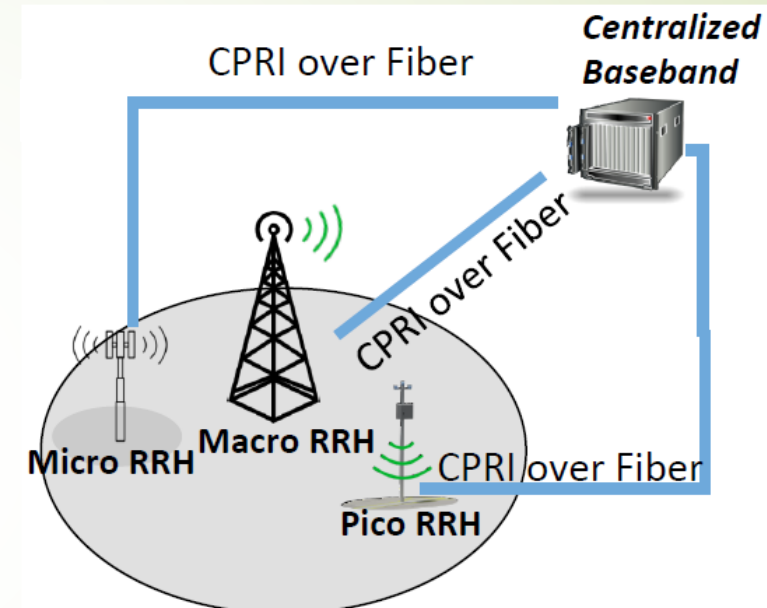 Centralized
Baseband
CPRI over Fiber
CPRI over Fiber
Micro RRH
Macro RRH
CPRI over Fiber
Pico RRH